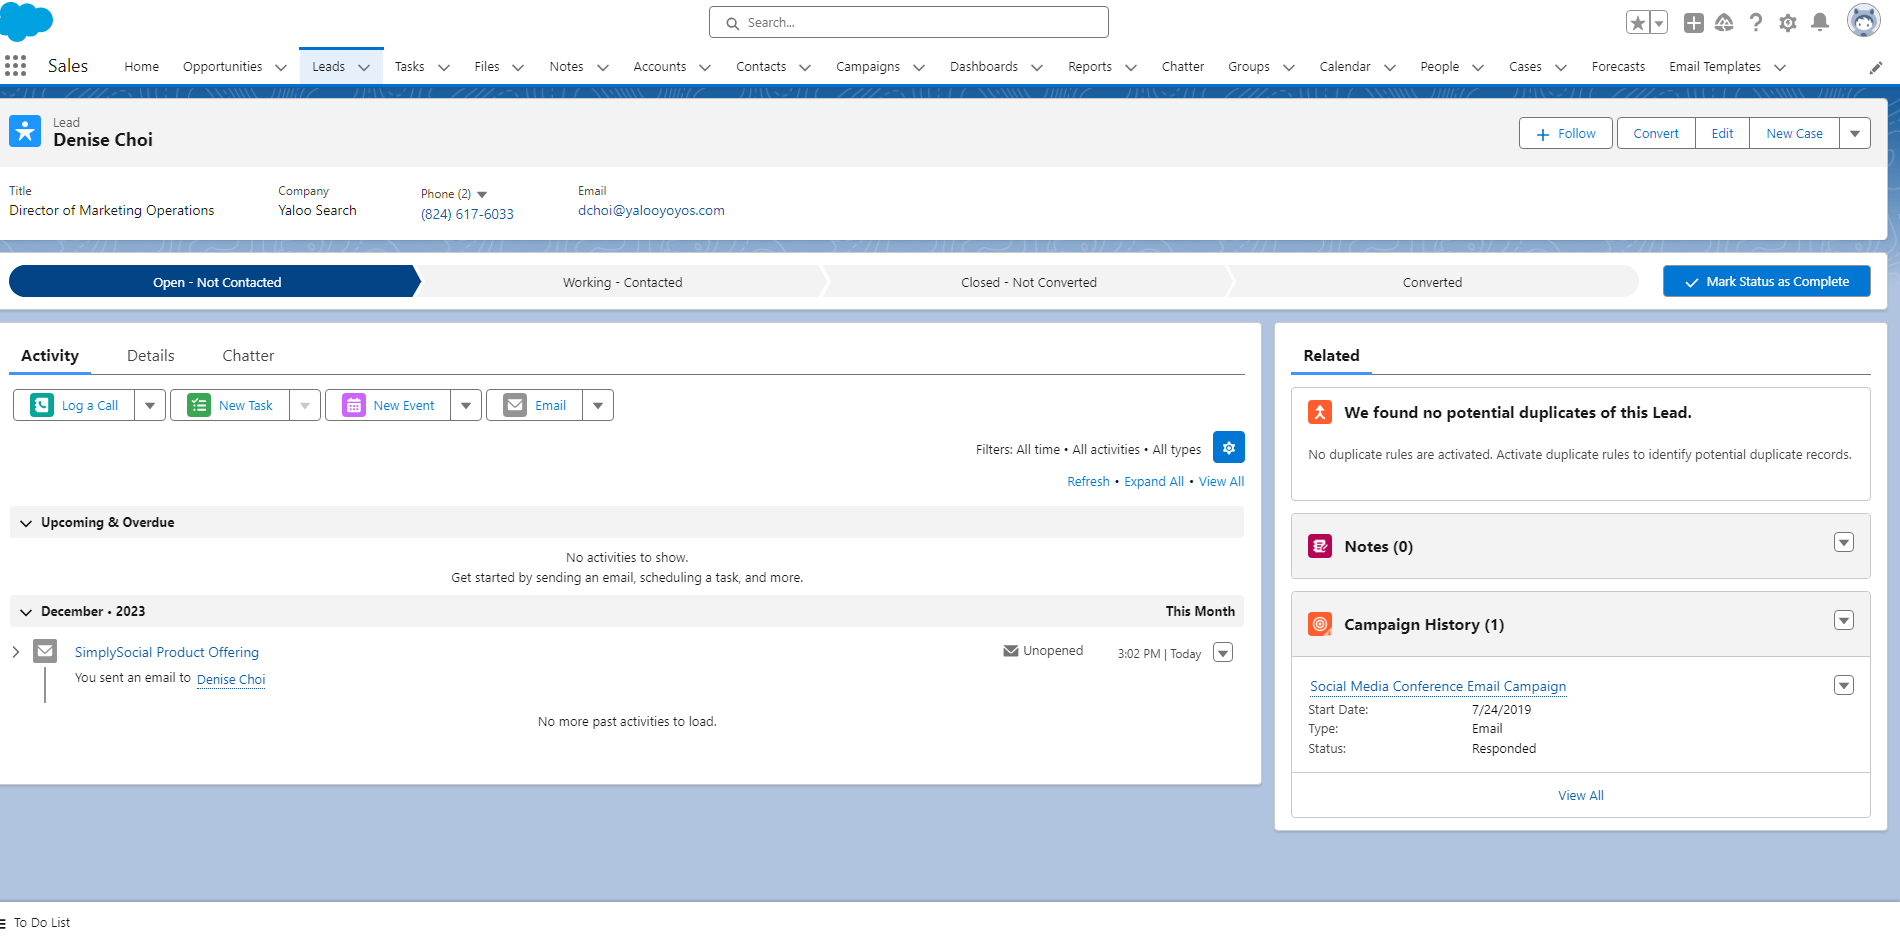 Search...
Sales
Home
Opportunities
Leads
Tasks
Files
Notes
Accounts
Contacts
Campaigns
Dashboards
Reports
Chatter
Groups
Calendar
People
Cases
Forecasts
Email Templates
Lead
Denise Choi
Follow
Convert
Edit
New Case
Title
Director of Marketing Operations
Company
Yaloo Search
Phone (2)
(824) 617-6033
Email
dchoi@yalooyoyos.com
Open - Not Contacted
Working - Contacted
Closed - Not Converted
Converted
Mark Status as Complete
Activity
Details
Chatter
Log a Call
New Task
New Event
Email
Filters: All time • All activities • All types
Refresh • Expand All • View All
Upcoming & Overdue
No activities to show.
Get started by sending an email, scheduling a task, and more.
December • 2023
This Month
SimplySocial Product Offering
Unopened
3:02 PM | Today
You sent an email to Denise Choi
No more past activities to load.
Related
We found no potential duplicates of this Lead.
No duplicate rules are activated. Activate duplicate rules to identify potential duplicate records.
Notes (0)
Campaign History (1)
Social Media Conference Email Campaign
Start Date: 7/24/2019
Type: Email
Status: Responded
View All
To Do List